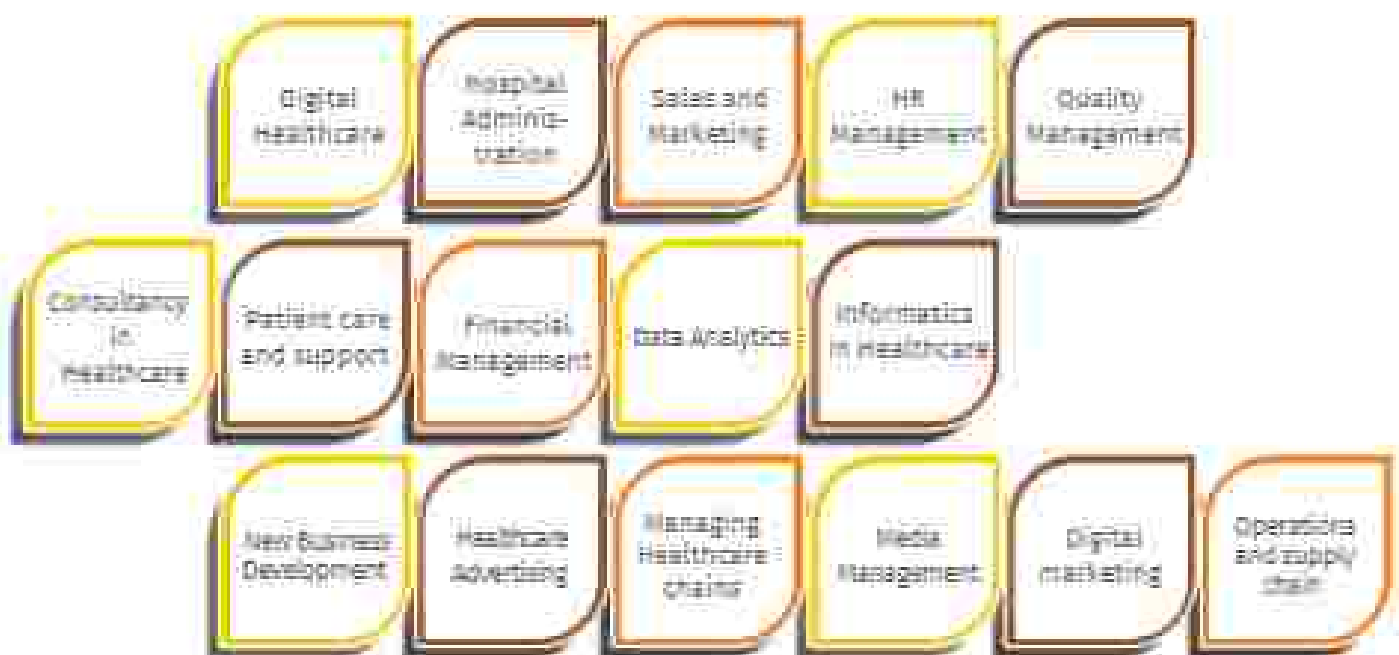 Digital
Healthcare
Hospital
Adminis-
tration
Sales and
Marketing
HR
Management
Quality
Management
Consultancy
in
Healthcare
Patient care
and support
Financial
Management
Data Analytics
Informatics
in Healthcare
New Business
Development
Healthcare
Advertising
Managing
Healthcare
chains
Media
Management
Digital
marketing
Operations
and supply
chain